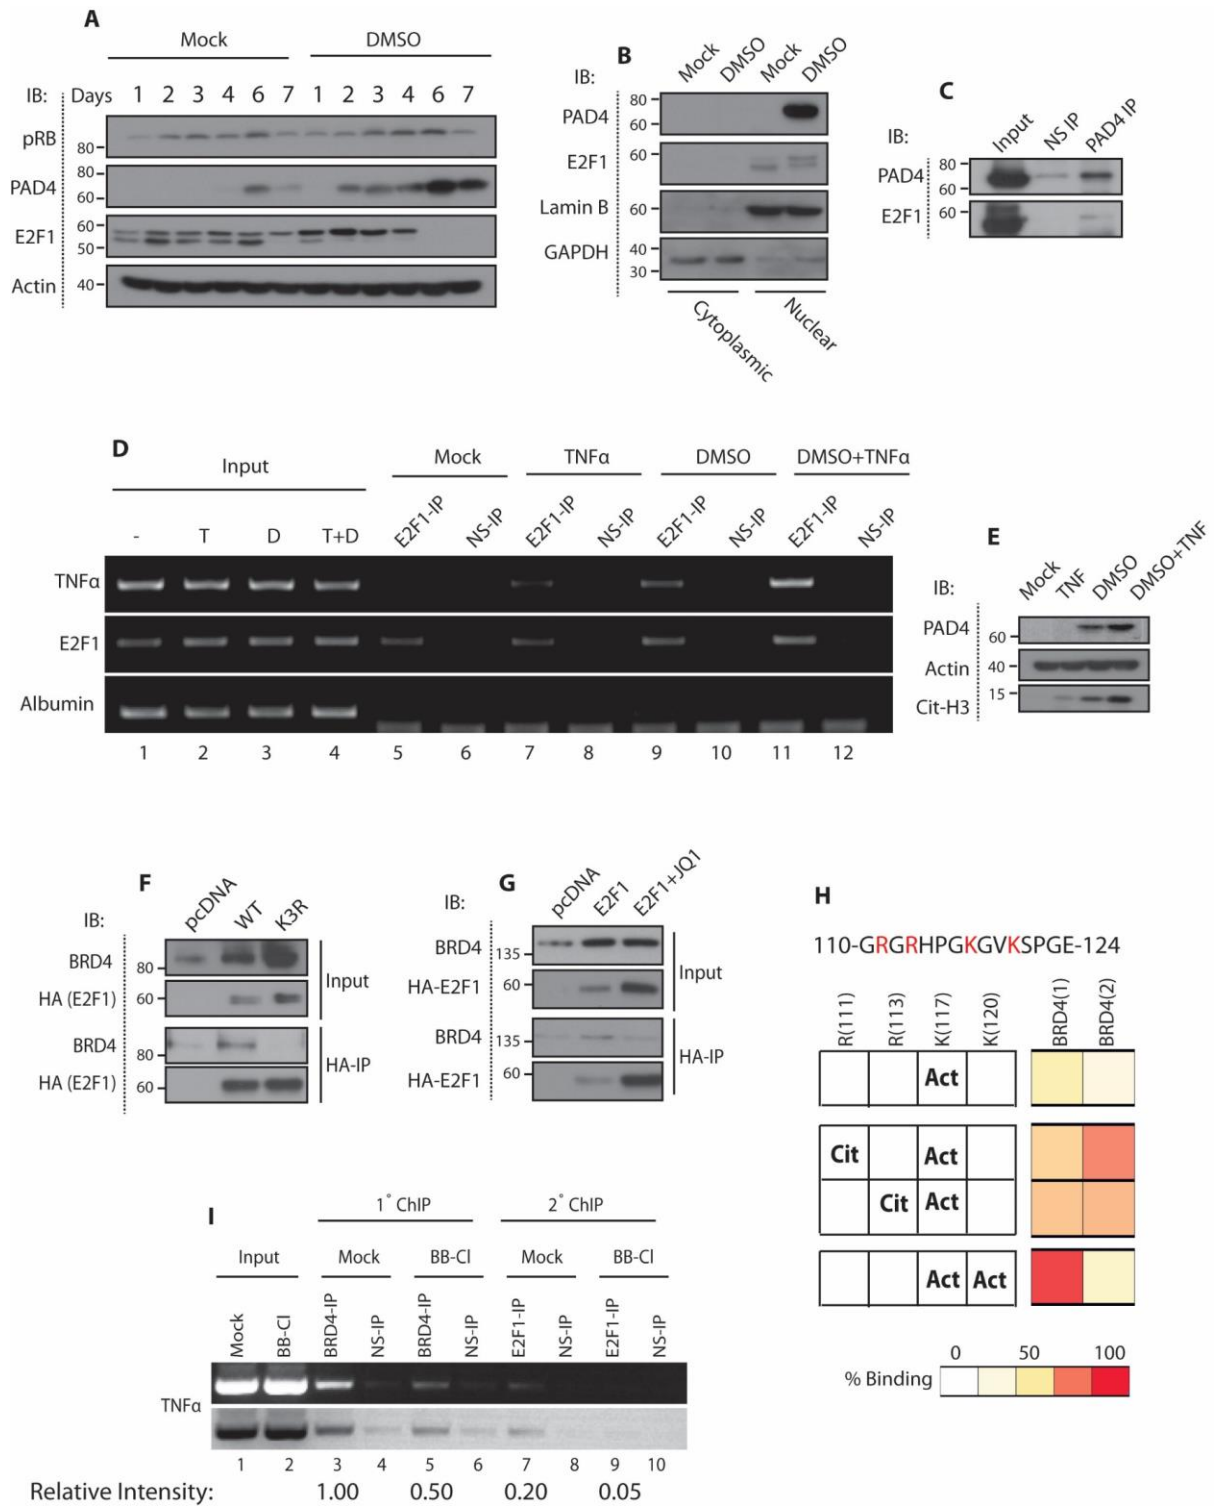 A
Mock DMSO
IB: Days 1 2 3 4 6 7 1 2 3 4 6 7
pRB 80
PAD4 80 60
E2F1 60 50
Actin 40
B
IB: Mock DMSO Mock DMSO
PAD4 80 60
E2F1 60
Lamin B 60
GAPDH 40 30
Cytoplasmic Nuclear
C
IB: Input NS IP PAD4 IP
PAD4 80 60
E2F1 60
D
Input Mock TNFα DMSO DMSO+TNFα
- T D T+D E2F1-IP NS-IP E2F1-IP NS-IP E2F1-IP NS-IP E2F1-IP NS-IP
TNFα
E2F1
Albumin
1 2 3 4 5 6 7 8 9 10 11 12
E
IB: Mock TNF DMSO DMSO+TNF
PAD4 60
Actin 40
Cit-H3 15
F
IB: pcDNA WT K3R
BRD4 80
HA (E2F1) 60
Input
BRD4 80
HA (E2F1) 60
HA-IP
G
IB: pcDNA E2F1 E2F1+JQ1
BRD4 135
HA-E2F1 60
Input
BRD4 135
HA-E2F1 60
HA-IP
H
110-GRGRHPGKGVKSPGE-124
R(111) R(113) K(117) K(120) BRD4(1) BRD4(2)
Act
Cit Act
Cit Act
Act Act
0 50 100
% Binding
I
1° ChIP 2° ChIP
Input Mock BB-Cl Mock BB-Cl
Mock BB-Cl BRD4-IP NS-IP BRD4-IP NS-IP E2F1-IP NS-IP E2F1-IP NS-IP
TNFα
1 2 3 4 5 6 7 8 9 10
Relative Intensity: 1.00 0.50 0.20 0.05